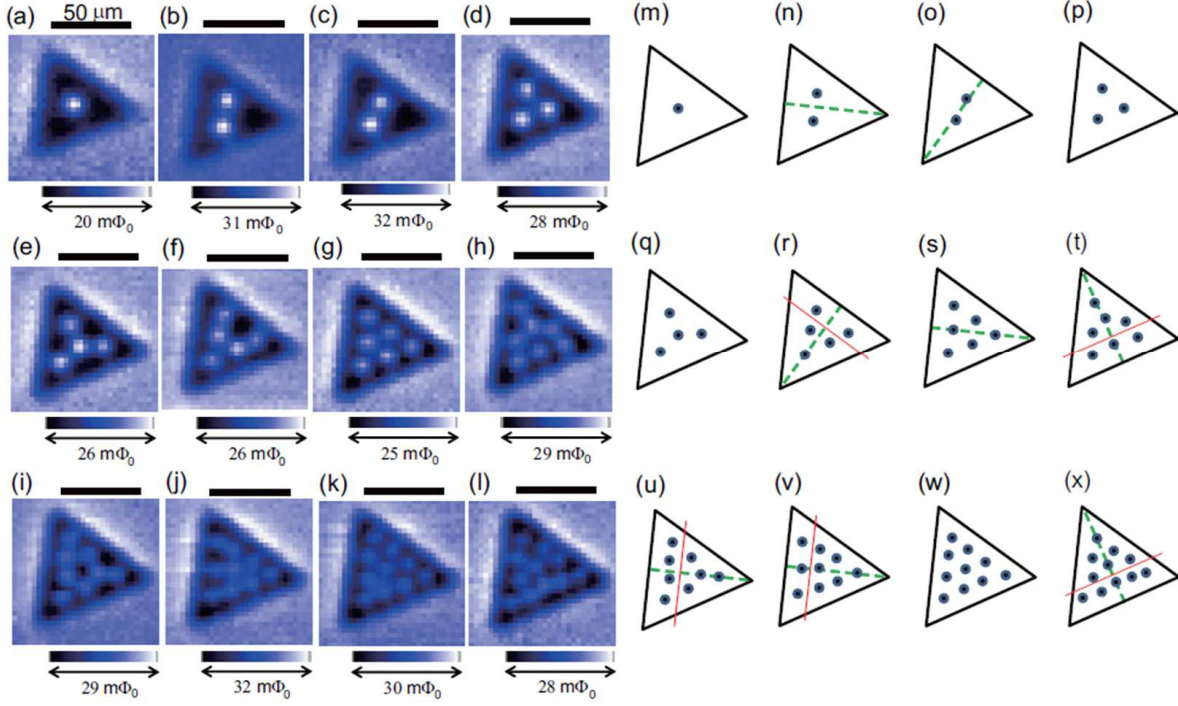 (a) 50 μm (b) (c) (d) (m) (n) (o) (p)
20 mΦ0 31 mΦ0 32 mΦ0 28 mΦ0
(e) (f) (g) (h) (q) (r) (s) (t)
26 mΦ0 26 mΦ0 25 mΦ0 29 mΦ0
(i) (j) (k) (l) (u) (v) (w) (x)
29 mΦ0 32 mΦ0 30 mΦ0 28 mΦ0